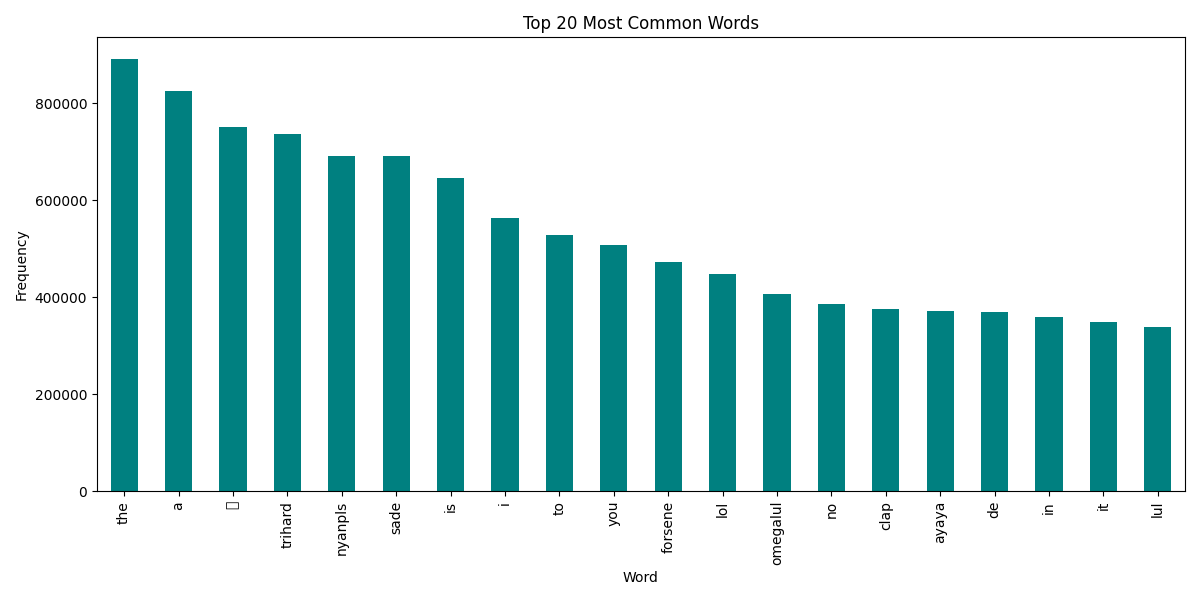 Top 20 Most Common Words
Frequency
800000
600000
400000
200000
0
the
a
trihard
nyanpls
sade
is
i
to
you
forsene
lol
omegalul
no
clap
ayaya
de
in
it
lul
Word